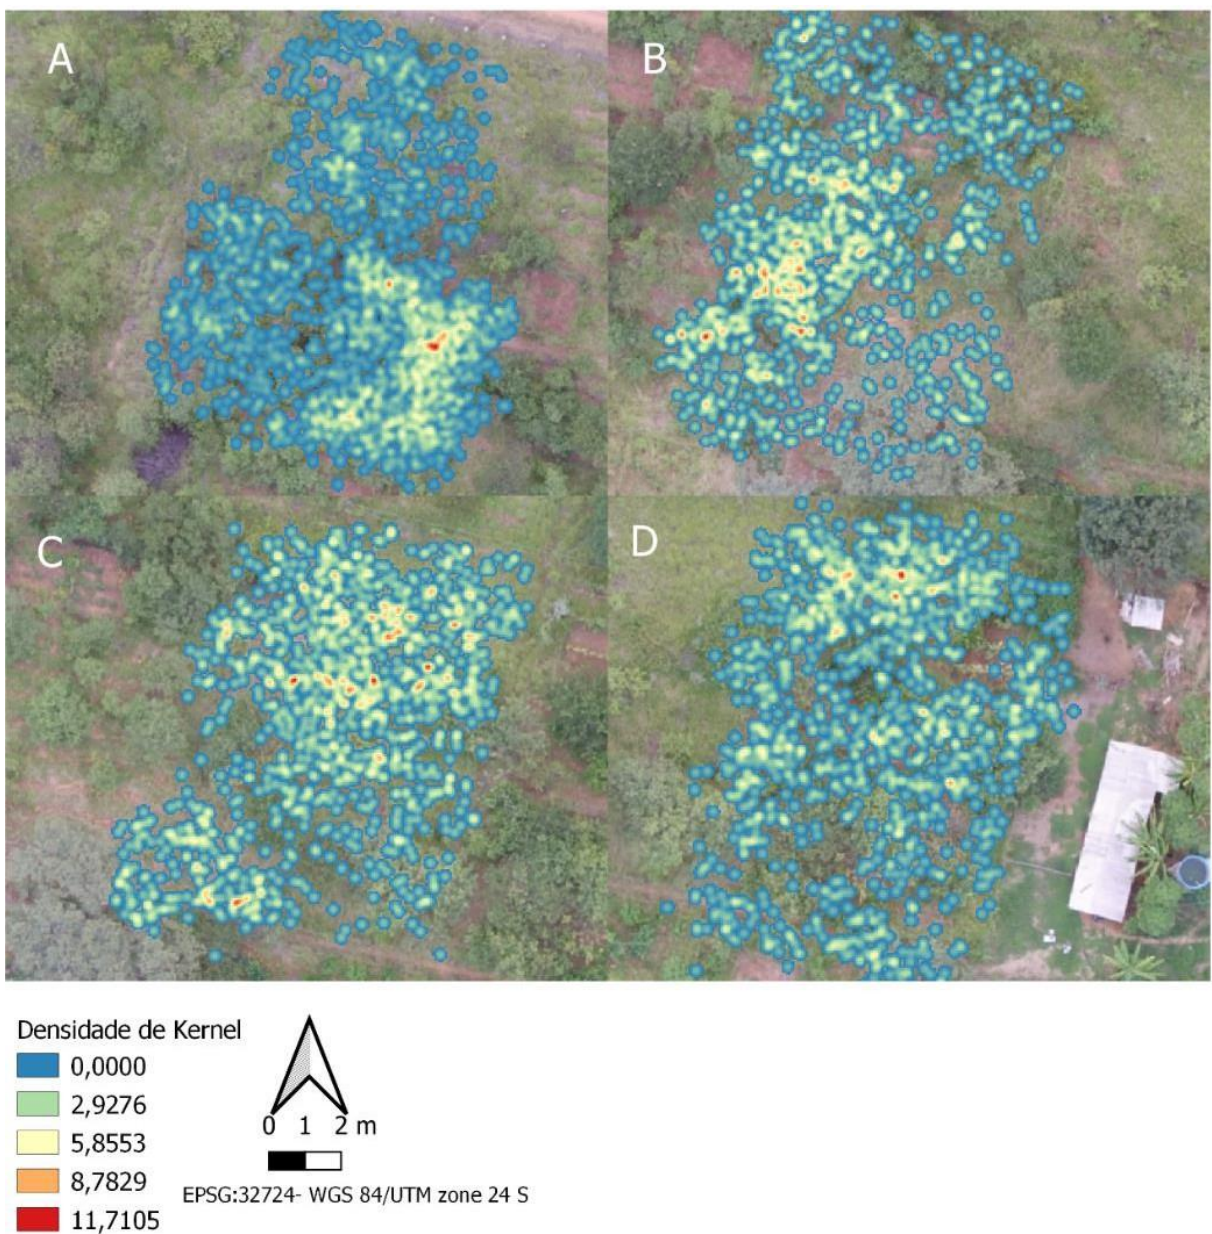 A
B
C
D
Densidade de Kernel
0,0000
2,9276
5,8553
8,7829
11,7105
0 1 2 m
EPSG:32724- WGS 84/UTM zone 24 S